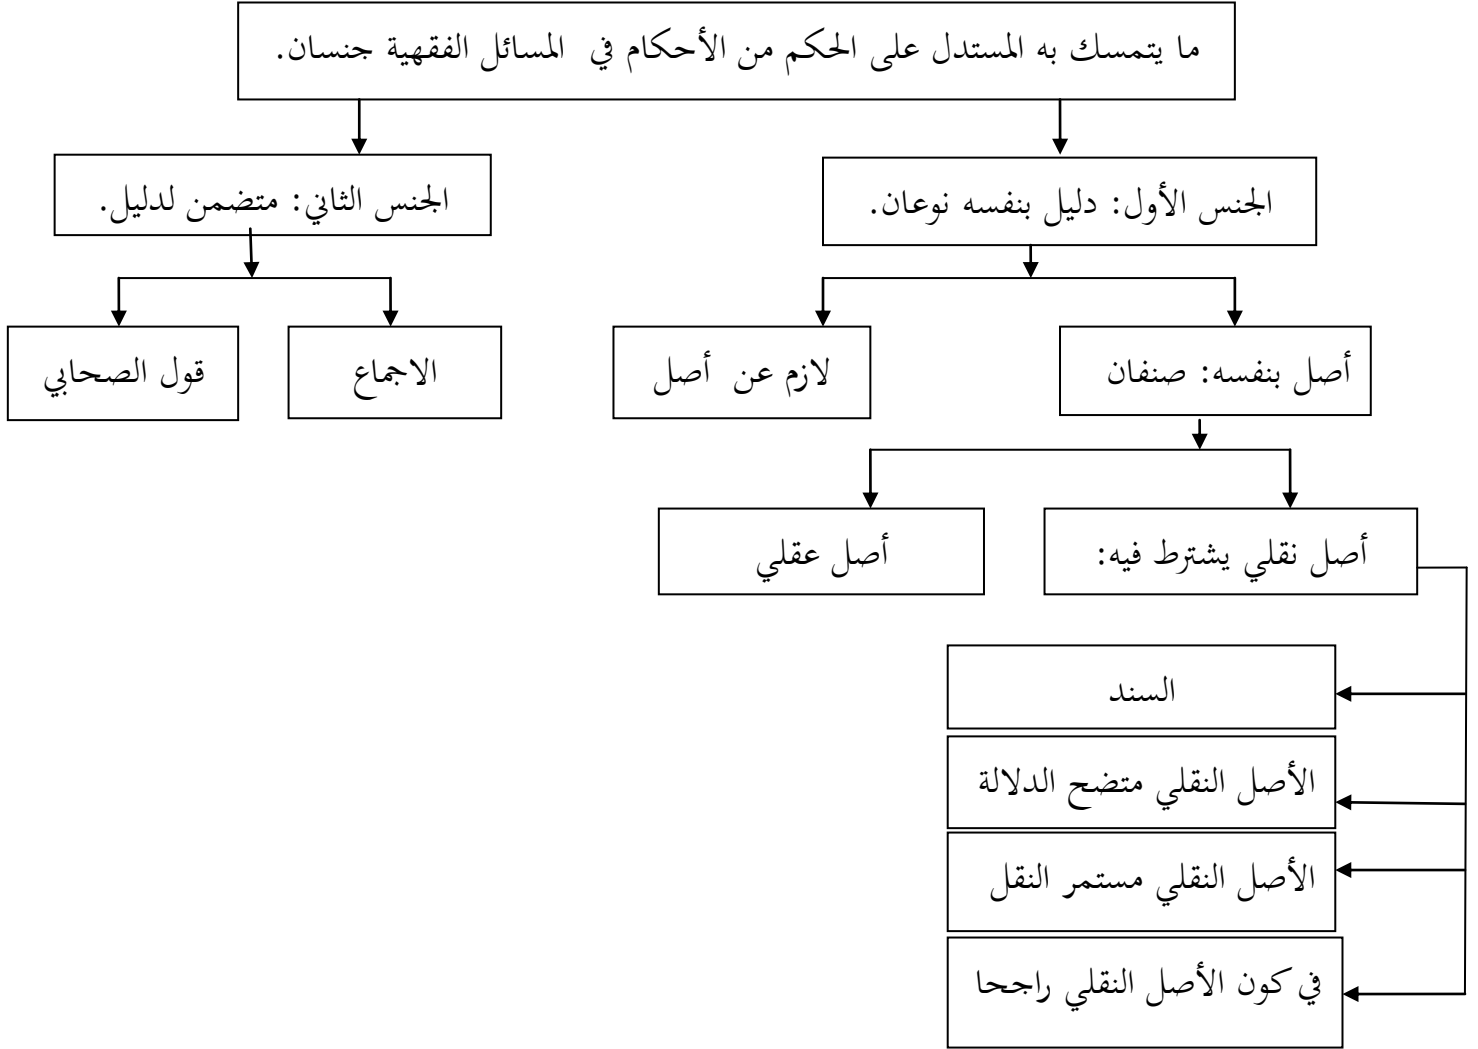 ما يتمسك به المستدل على الحكم من الأحكام في المسائل الفقهية جنسان.
الجنس الأول: دليل بنفسه نوعان.
الجنس الثاني: متضمن لدليل.
أصل بنفسه: صنفان
لازم عن أصل
الاجماع
قول الصحابي
أصل نقلي يشترط فيه:
أصل عقلي
السند
الأصل النقلي متضح الدلالة
الأصل النقلي مستمر النقل
في كون الأصل النقلي راجحا